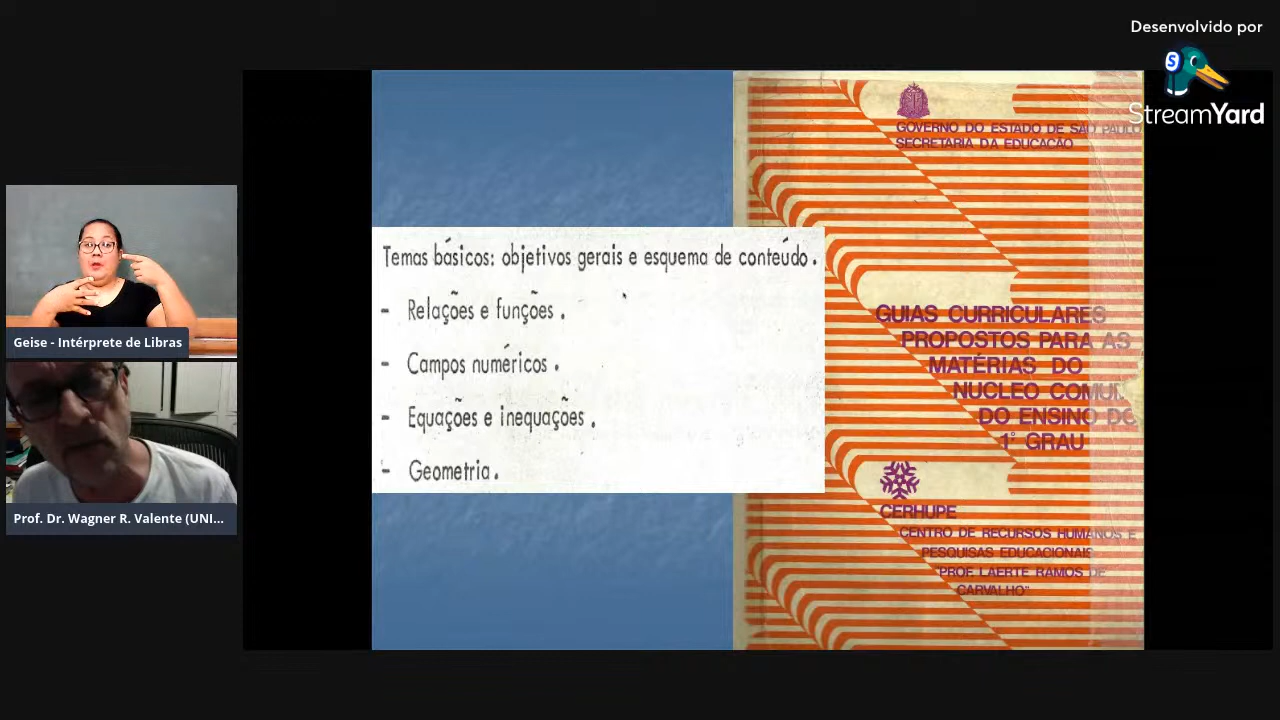 Desenvolvido por
StreamYard
Geise - Intérprete de Libras
Prof. Dr. Wagner R. Valente (UNI...
Temas básicos: objetivos gerais e esquema de conteúdo.
- Relações e funções.
- Campos numéricos.
- Equações e inequações.
- Geometria.
GOVERNO DO ESTADO DE SÃO PAULO
SECRETARIA DA EDUCAÇÃO
GUIAS CURRICULARES
PROPOSTOS PARA AS
MATÉRIAS DO
NUCLEO COMUM
DO ENSINO DO
1º GRAU
CERHUPE
CENTRO DE RECURSOS HUMANOS E
PESQUISAS EDUCACIONAIS
"PROF. LAERTE RAMOS DE
CARVALHO"